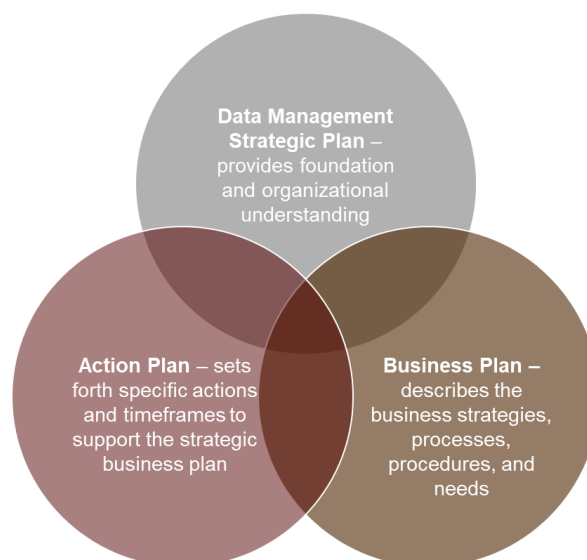 Data Management
Strategic Plan –
provides foundation
and organizational
understanding
Action Plan – sets
forth specific actions
and timeframes to
support the strategic
business plan
Business Plan –
describes the
business strategies,
processes,
procedures, and
needs